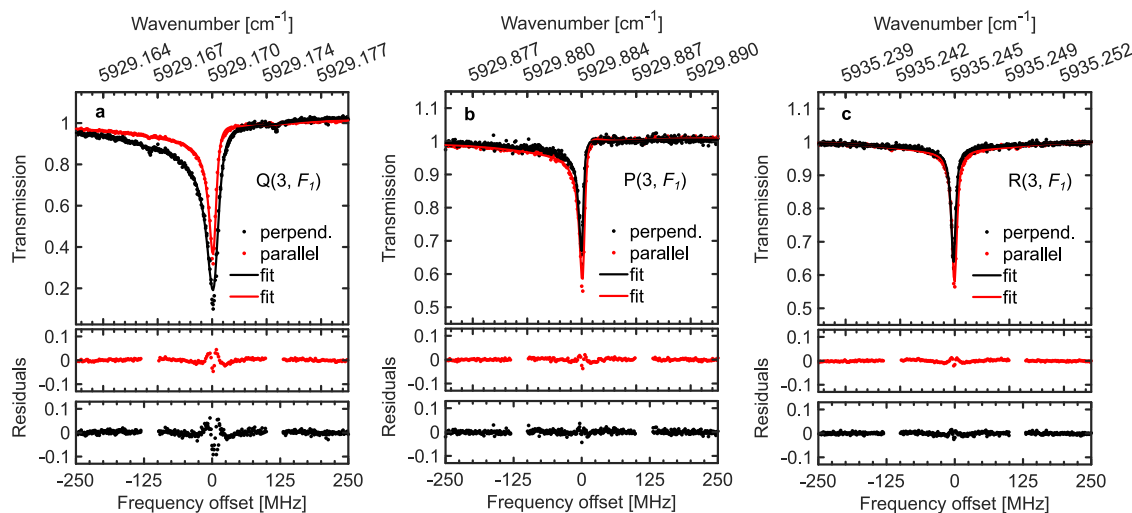 Wavenumber [cm⁻¹]
5929.164 5929.167 5929.170 5929.174 5929.177
a
Q(3, F₁)
perpend.
parallel
fit
fit
Transmission
1
0.8
0.6
0.4
0.2
Residuals
0.1
0
−0.1
0.1
0
−0.1
−250 −125 0 125 250
Frequency offset [MHz]
Wavenumber [cm⁻¹]
5929.877 5929.880 5929.884 5929.887 5929.890
b
P(3, F₁)
perpend.
parallel
fit
fit
Transmission
1.1
1
0.9
0.8
0.7
0.6
0.5
Residuals
0.1
0
−0.1
0.1
0
−0.1
−250 −125 0 125 250
Frequency offset [MHz]
Wavenumber [cm⁻¹]
5935.239 5935.242 5935.245 5935.249 5935.252
c
R(3, F₁)
perpend.
parallel
fit
fit
Transmission
1.1
1
0.9
0.8
0.7
0.6
0.5
Residuals
0.1
0
−0.1
0.1
0
−0.1
−250 −125 0 125 250
Frequency offset [MHz]